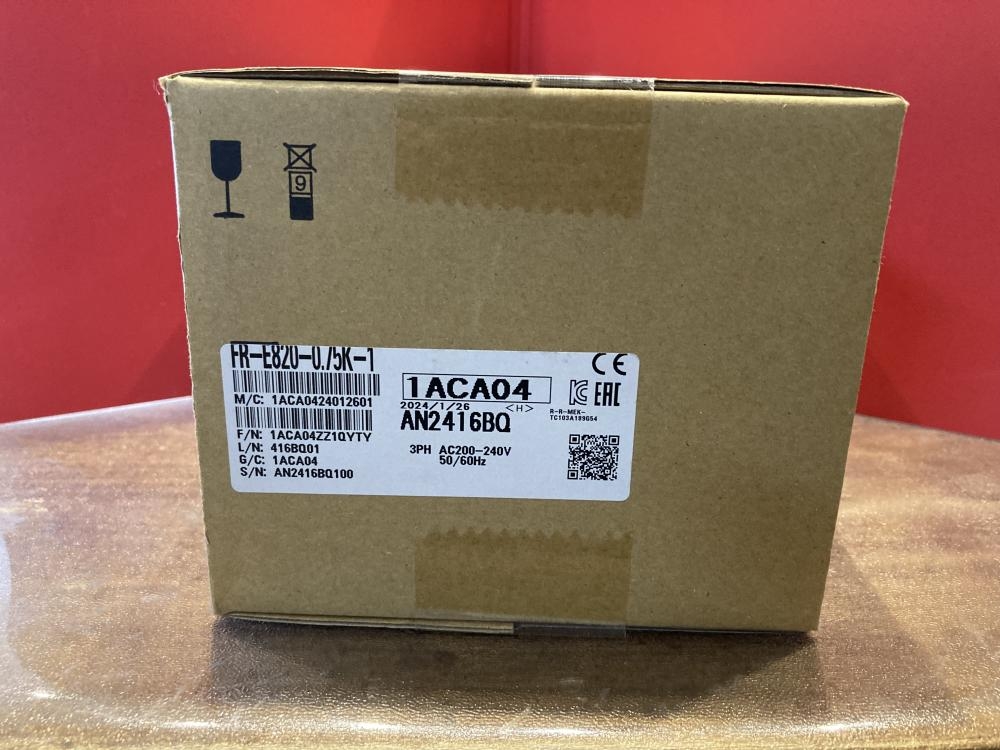 9
FR-E820-0.75K-1
M/C: 1ACA0424012601
F/N: 1ACA04ZZ1QYTY
L/N: 416BQ01
G/C: 1ACA04
S/N: AN2416BQ100
1ACA04
2024/1/26 <H>
AN2416BQ
3PH AC200-240V
50/60Hz
CE
EAC
R-R-MEK-
TC103A189G54